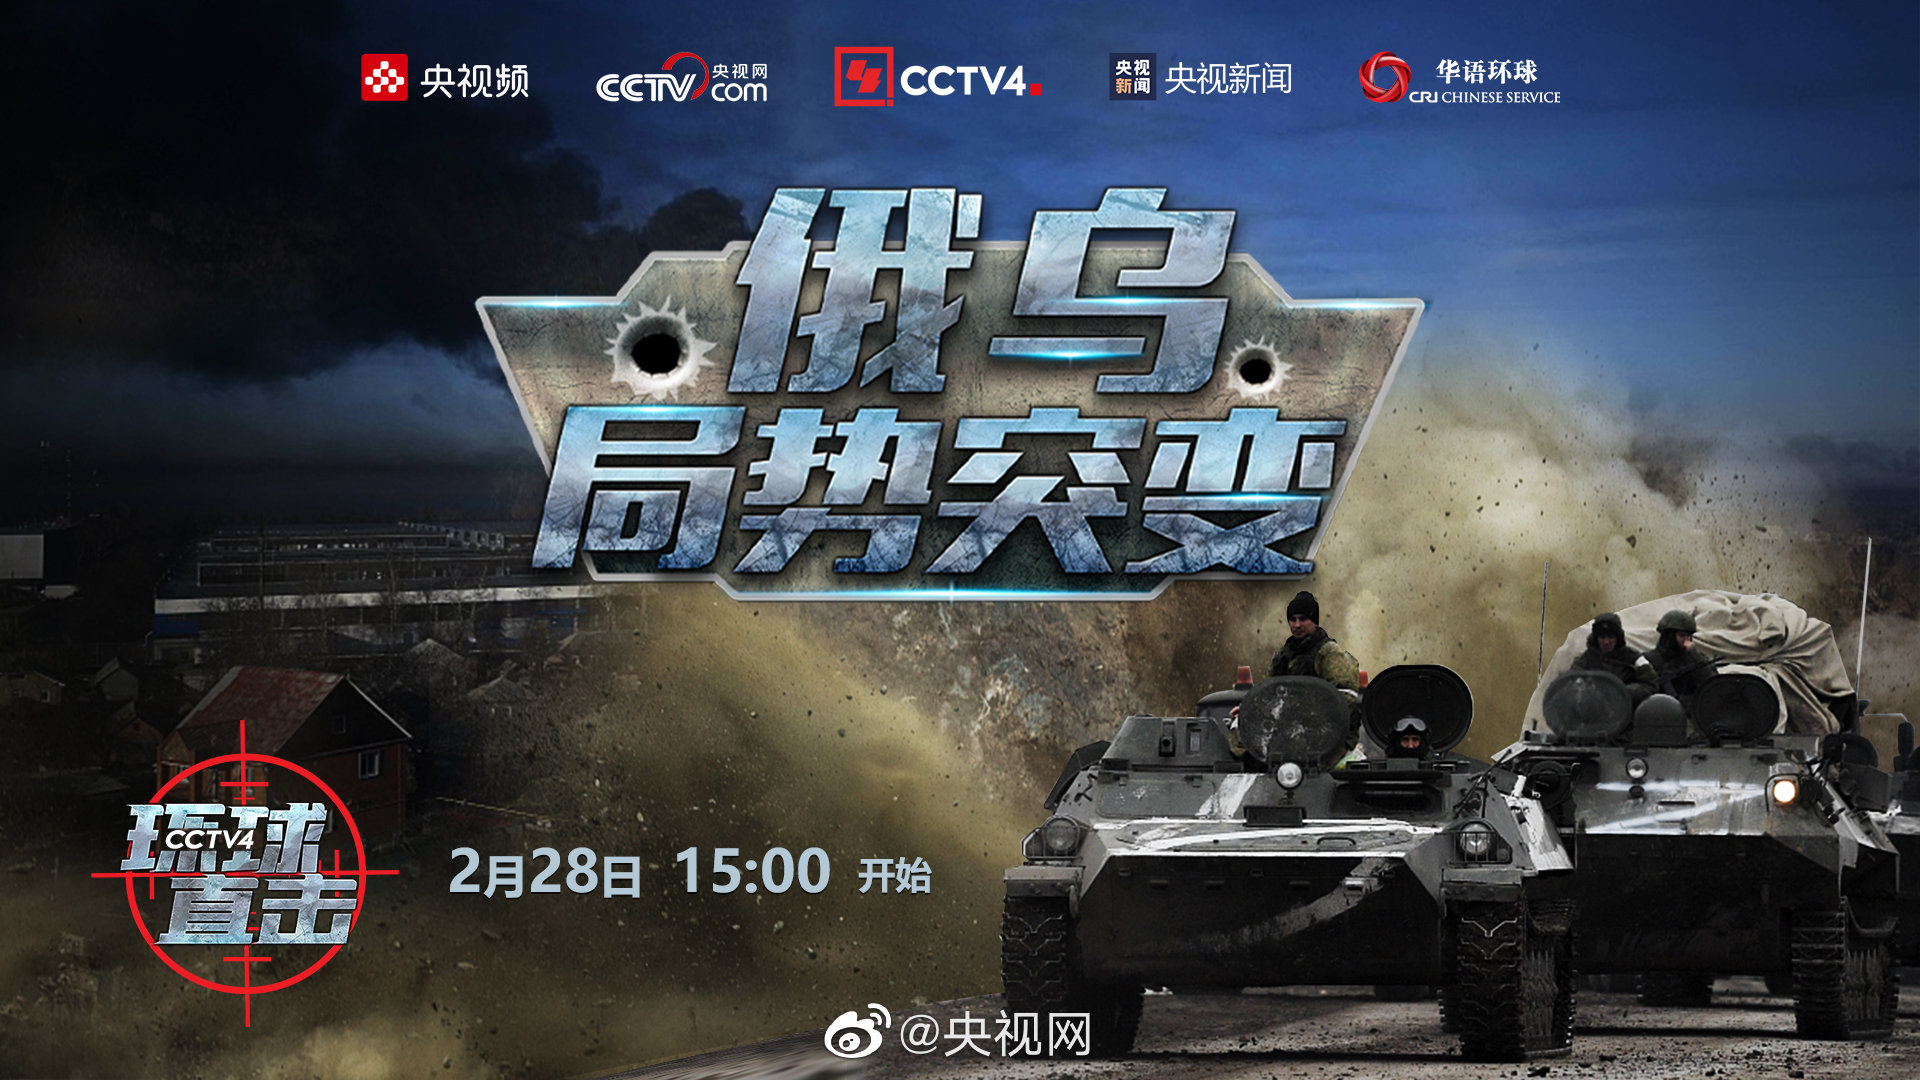 央视频
CCTV 央视网
com
CCTV4
央视新闻 央视新闻
华语环球
CRI CHINESE SERVICE
俄乌
局势突变
环球
CCTV4
直击
2月28日 15:00 开始
@央视网